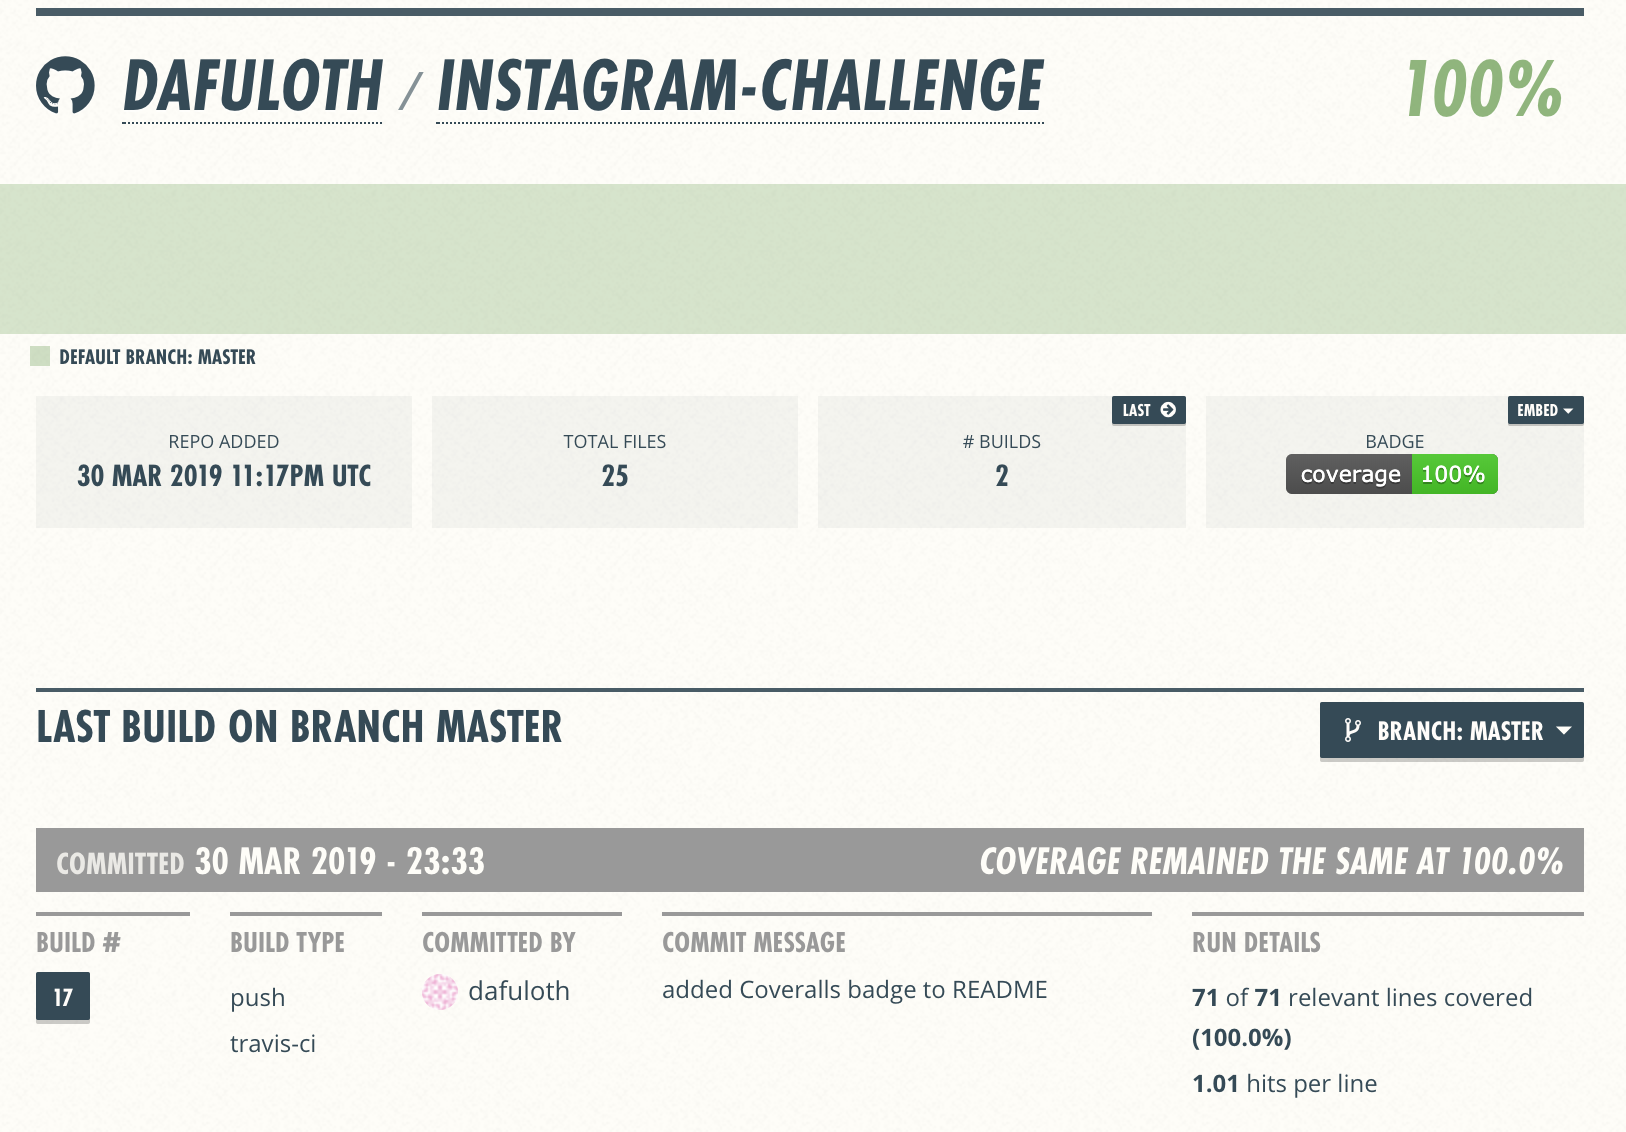 DAFULOTH / INSTAGRAM-CHALLENGE 100%
DEFAULT BRANCH: MASTER
LAST EMBED
REPO ADDED TOTAL FILES # BUILDS BADGE
30 MAR 2019 11:17PM UTC 25 2 coverage 100%
LAST BUILD ON BRANCH MASTER BRANCH: MASTER
COMMITTED 30 MAR 2019 - 23:33 COVERAGE REMAINED THE SAME AT 100.0%
BUILD # BUILD TYPE COMMITTED BY COMMIT MESSAGE RUN DETAILS
17 push dafuloth added Coveralls badge to README 71 of 71 relevant lines covered
(100.0%)
travis-ci
1.01 hits per line